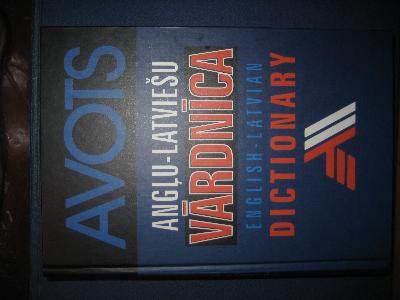 AVOTS
ANGĻU-LATVIEŠU
VĀRDNĪCA
ENGLISH-LATVIAN
DICTIONARY